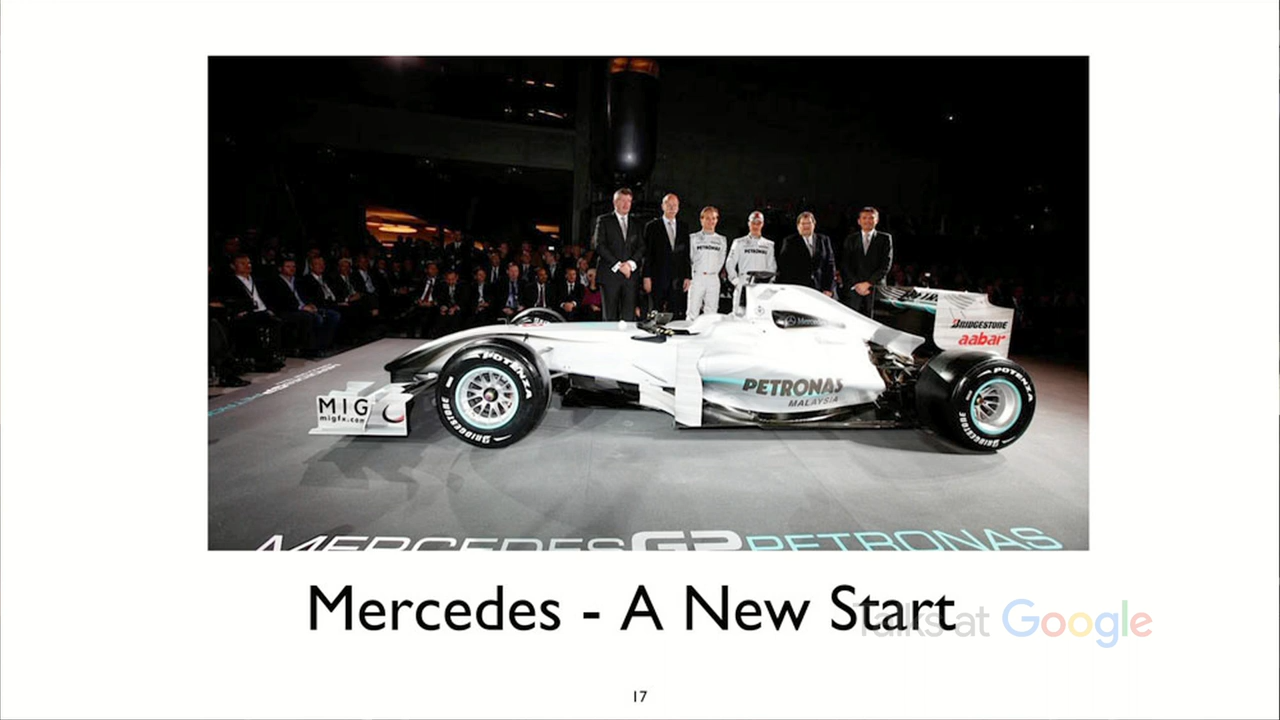 PETRONAS
PETRONAS
BRIDGESTONE
aabar
POTENZA
POTENZA
PETRONAS
MALAYSIA
MIG
migfx.com
BRIDGESTONE
BRIDGESTONE
MERCEDES GP PETRONAS
Mercedes - A New Start
Talks at Google
17